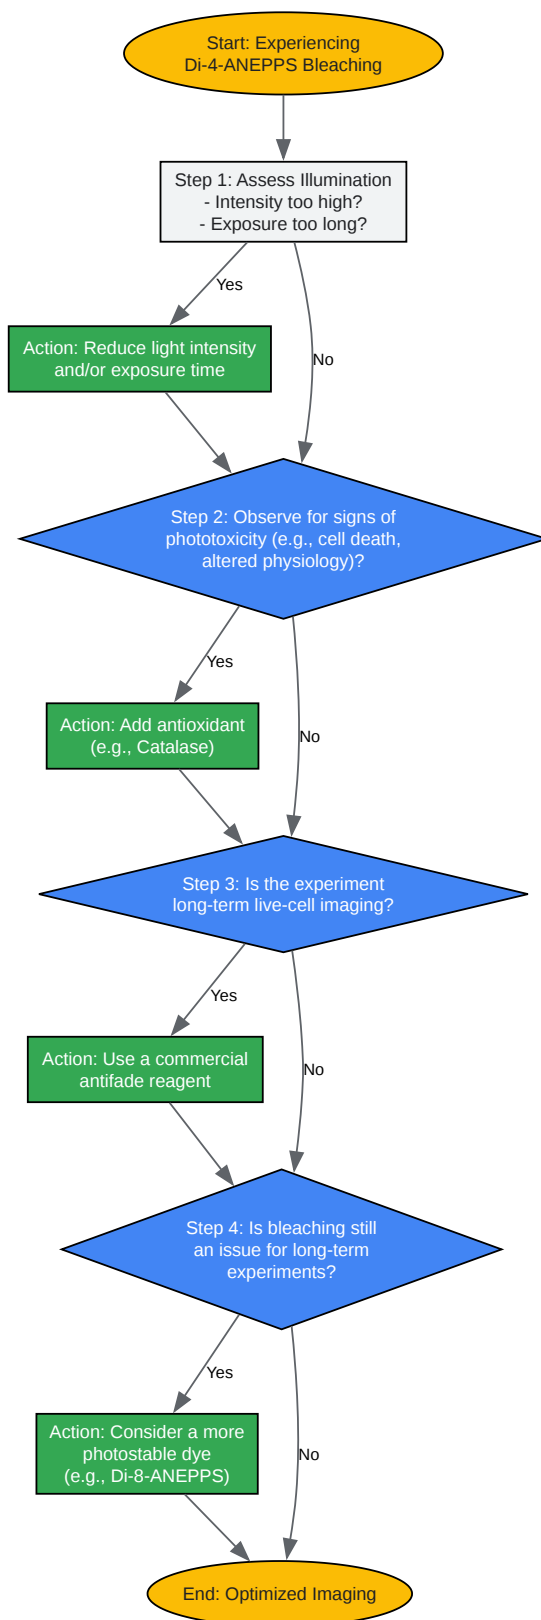 Start: Experiencing
Di-4-ANEPPS Bleaching
Step 1: Assess Illumination
- Intensity too high?
- Exposure too long?
Yes
No
Action: Reduce light intensity
and/or exposure time
Step 2: Observe for signs of
phototoxicity (e.g., cell death,
altered physiology)?
Yes
No
Action: Add antioxidant
(e.g., Catalase)
Step 3: Is the experiment
long-term live-cell imaging?
Yes
No
Action: Use a commercial
antifade reagent
Step 4: Is bleaching still
an issue for long-term
experiments?
Yes
No
Action: Consider a more
photostable dye
(e.g., Di-8-ANEPPS)
End: Optimized Imaging